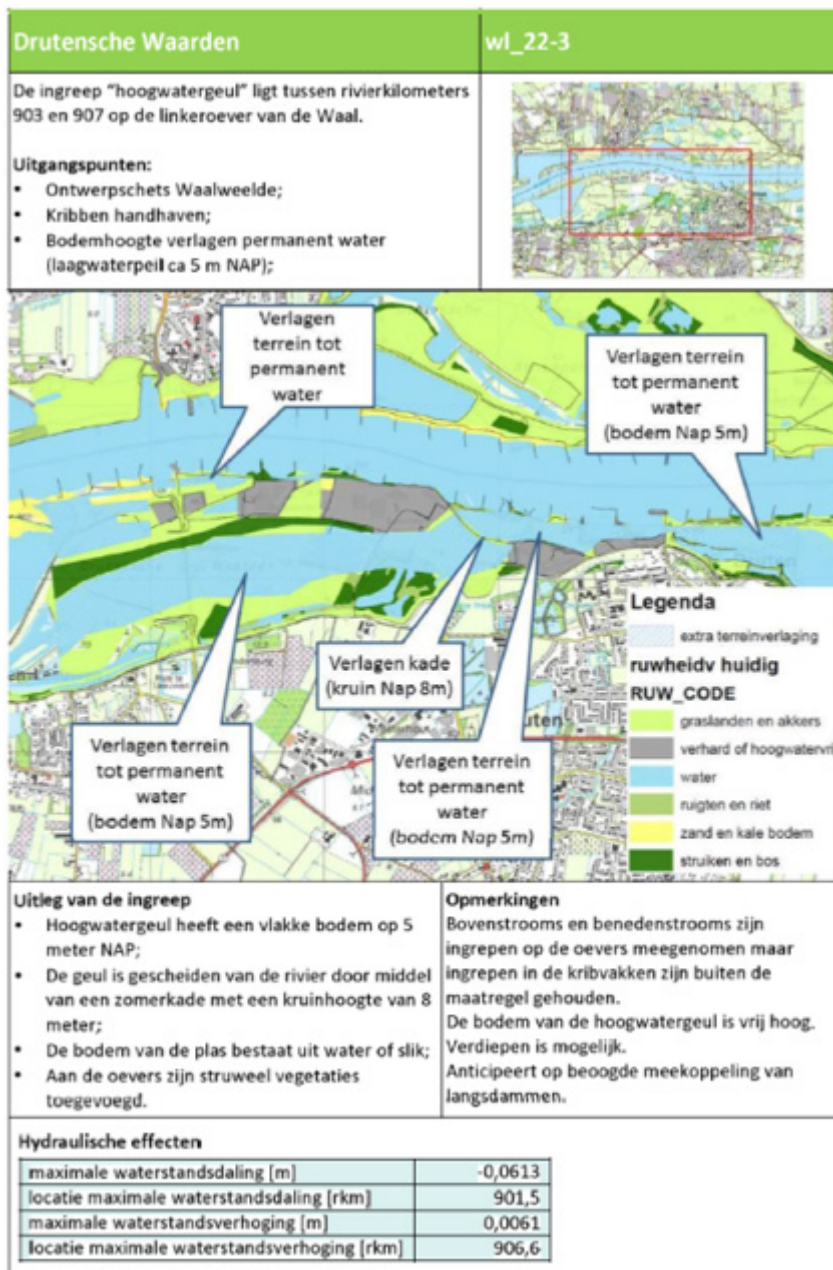 Drutensche Waarden
wl_22-3
De ingreep "hoogwatergeul" ligt tussen rivierkilometers
903 en 907 op de linkeroever van de Waal.
Uitgangspunten:
• Ontwerpschets Waalweelde;
• Kribben handhaven;
• Bodemhoogte verlagen permanent water
(laagwaterpeil ca 5 m NAP);
Verlagen
terrein tot
permanent
water
Verlagen terrein
tot permanent
water
(bodem Nap 5m)
Verlagen kade
(kruin Nap 8m)
Verlagen terrein
tot permanent
water
(bodem Nap 5m)
Verlagen terrein
tot permanent
water
(bodem Nap 5m)
uten
Legenda
extra terreinverlaging
ruwheidv huidig
RUW_CODE
graslanden en akkers
verhard of hoogwatervri
water
ruigten en riet
zand en kale bodem
struiken en bos
Uitleg van de ingreep
• Hoogwatergeul heeft een vlakke bodem op 5
meter NAP;
• De geul is gescheiden van de rivier door middel
van een zomerkade met een kruinhoogte van 8
meter;
• De bodem van de plas bestaat uit water of slik;
• Aan de oevers zijn struweel vegetaties
toegevoegd.
Opmerkingen
Bovenstrooms en benedenstrooms zijn
ingrepen op de oevers meegenomen maar
ingrepen in de kribvakken zijn buiten de
maatregel gehouden.
De bodem van de hoogwatergeul is vrij hoog.
Verdiepen is mogelijk.
Anticipeert op beoogde meekoppeling van
langsdammen.
Hydraulische effecten
maximale waterstandsdaling [m] -0,0613
locatie maximale waterstandsdaling [rkm] 901,5
maximale waterstandsverhoging [m] 0,0061
locatie maximale waterstandsverhoging [rkm] 906,6